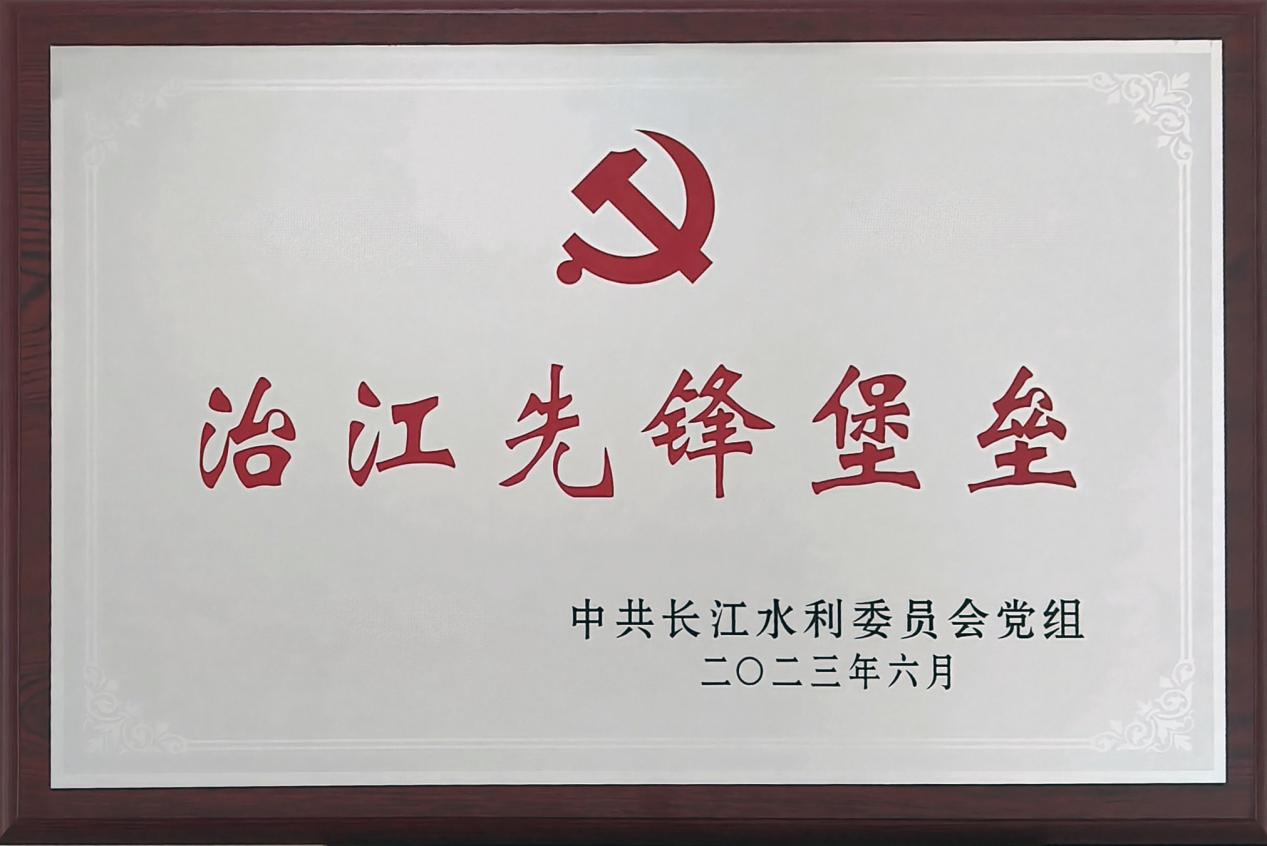 治江先锋堡垒
中共长江水利委员会党组
二〇二三年六月